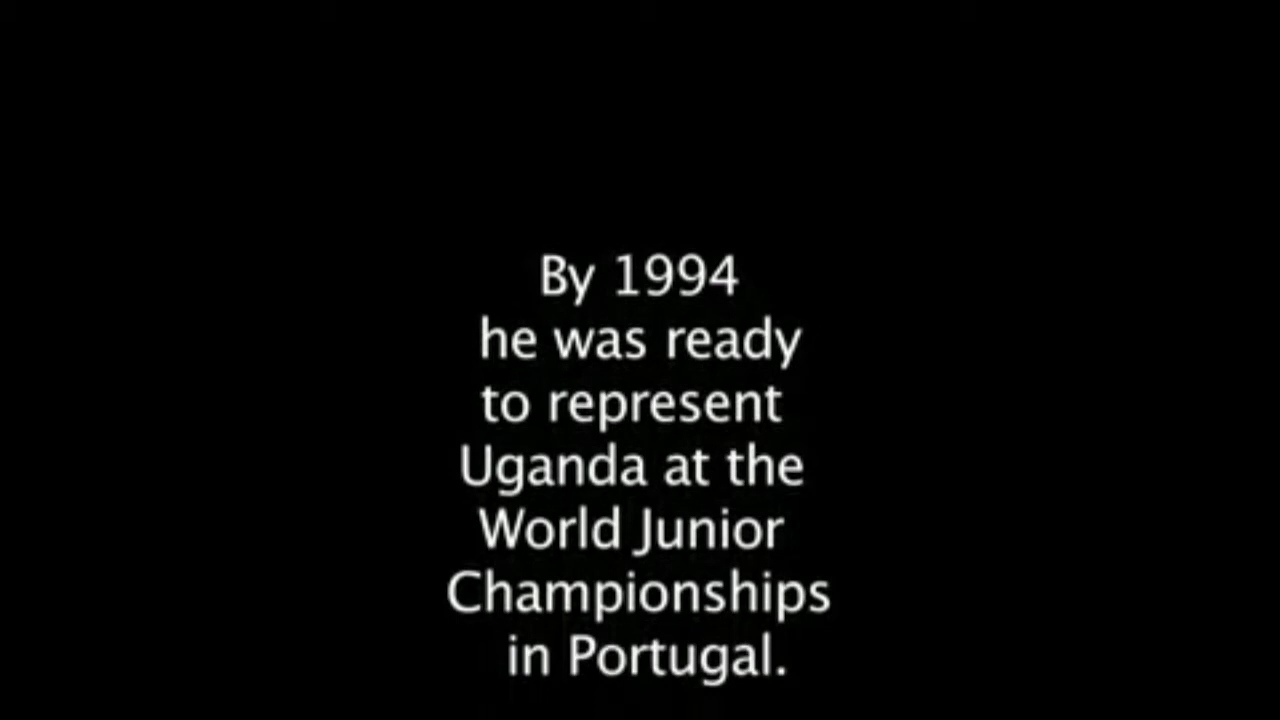 By 1994
he was ready
to represent
Uganda at the
World Junior
Championships
in Portugal.